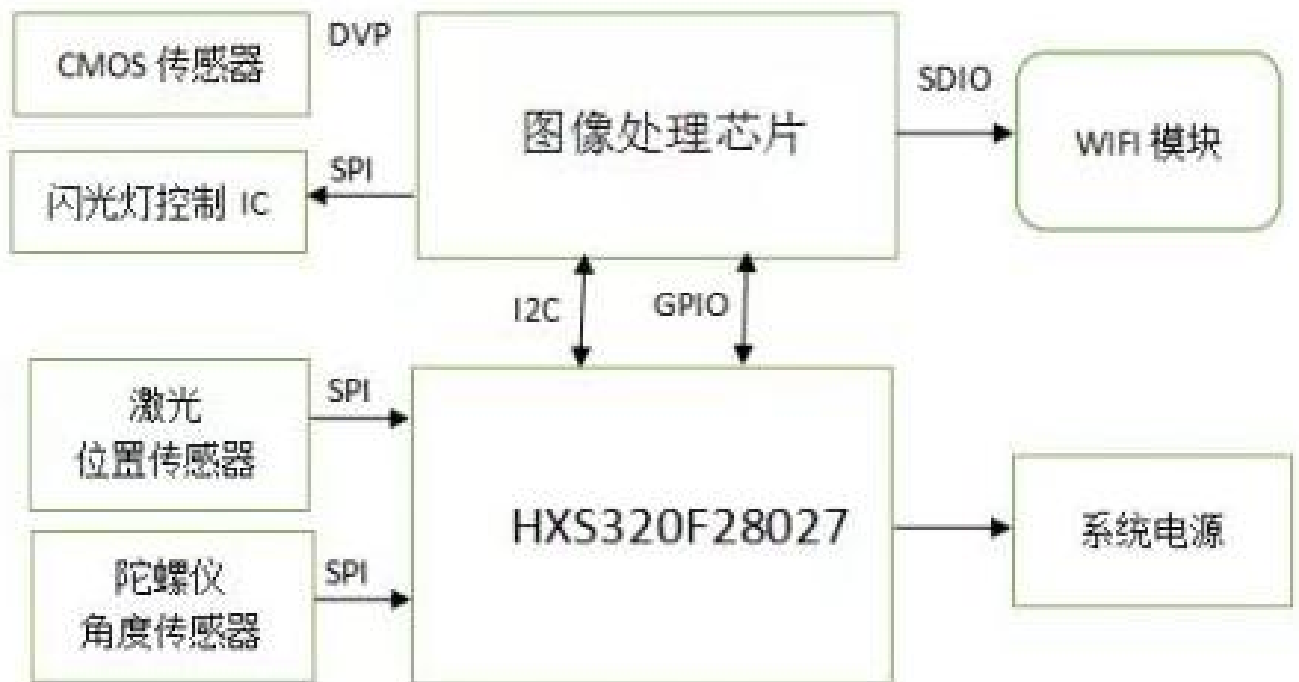 CMOS 传感器
DVP
图像处理芯片
SDIO
WIFI 模块
闪光灯控制 IC
SPI
I2C
GPIO
激光
位置传感器
SPI
HXS320F28027
系统电源
陀螺仪
角度传感器
SPI